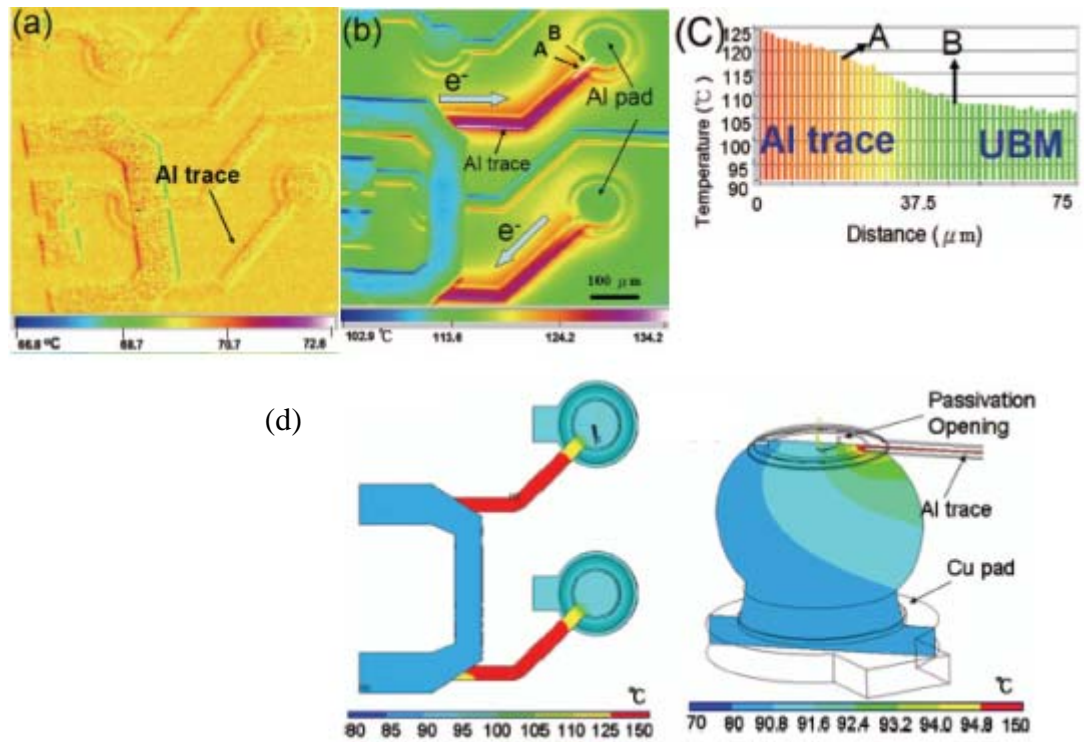 (a)
Al trace
66.8 ºC 68.7 70.7 72.6
(b)
B
A
e-
Al pad
Al trace
e-
100 μm
102.9 ℃ 113.6 124.2 134.2
(C)
Temperature (℃)
125
120
115
110
105
100
95
90
A
B
Al trace
UBM
0 37.5 75
Distance (μm)
(d)
℃
80 85 90 95 100 105 110 125 150
Passivation
Opening
Al trace
Cu pad
℃
70 80 90.8 91.6 92.4 93.2 94.0 94.8 150